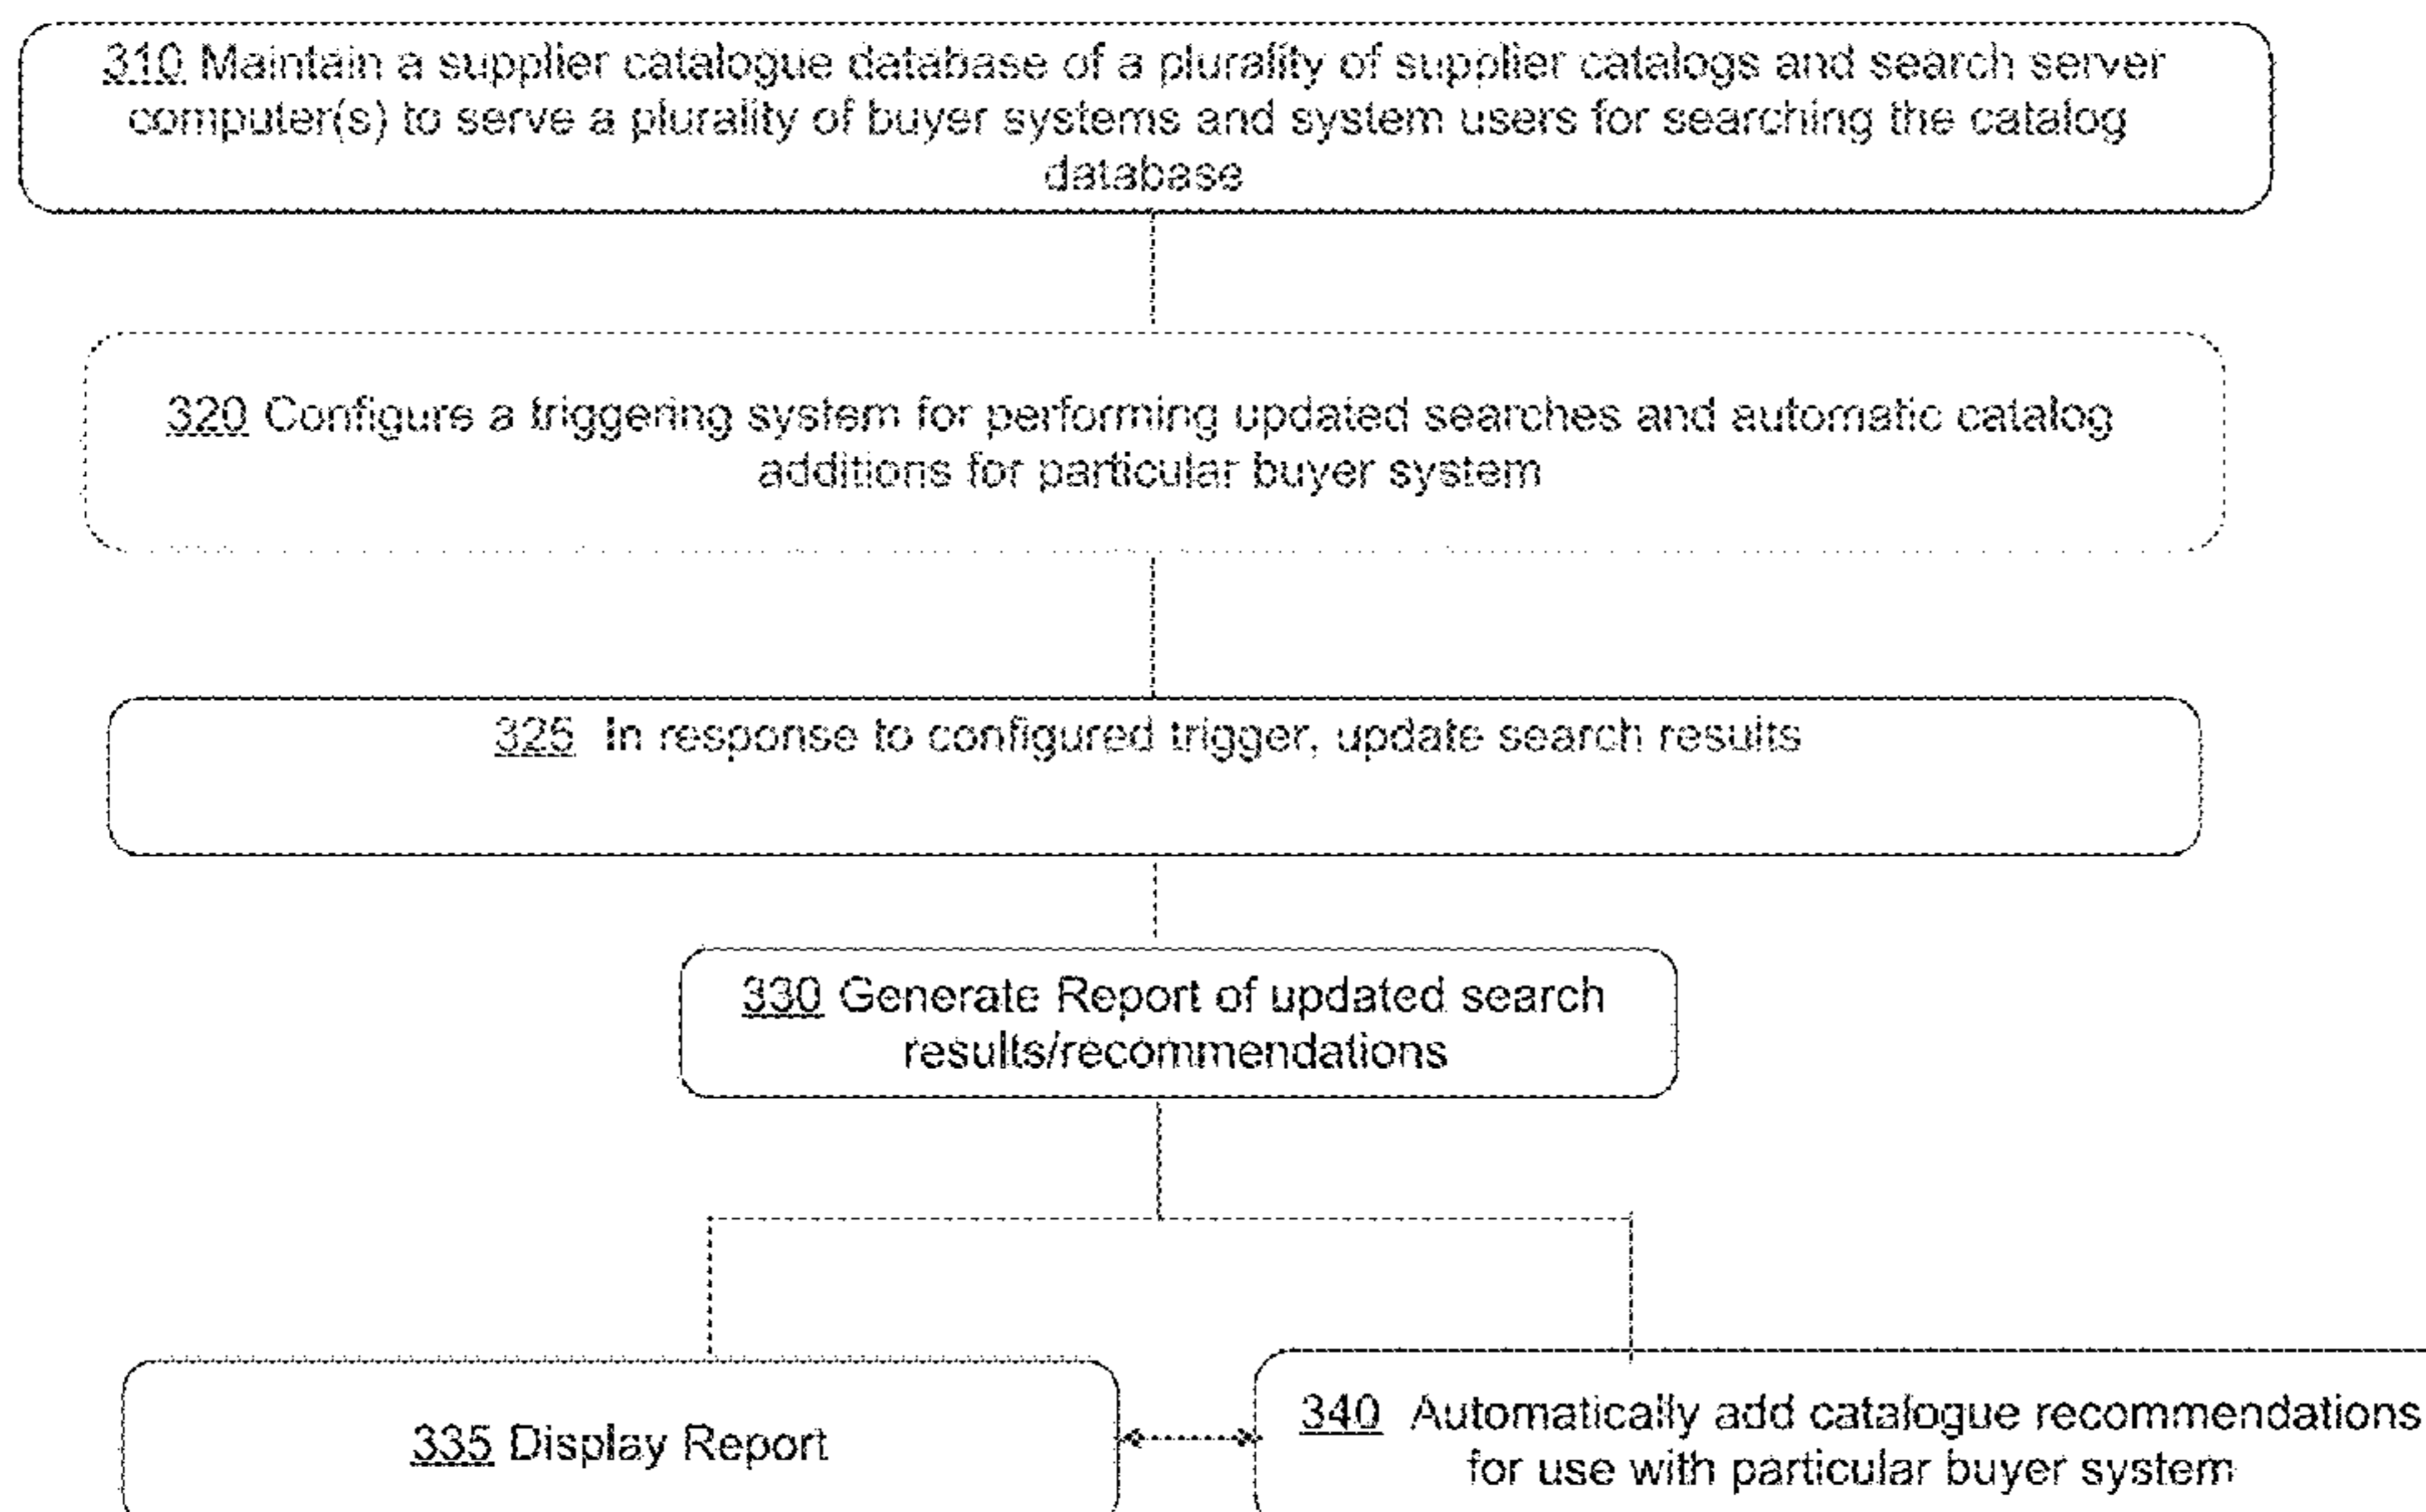 310 Maintain a supplier catalogue database of a plurality of supplier catalogs and search server
computer(s) to serve a plurality of buyer systems and system users for searching the catalog
database
320 Configure a triggering system for performing updated searches and automatic catalog
additions for particular buyer system
325 In response to configured trigger, update search results
330 Generate Report of updated search
results/recommendations
335 Display Report
340 Automatically add catalogue recommendations
for use with particular buyer system